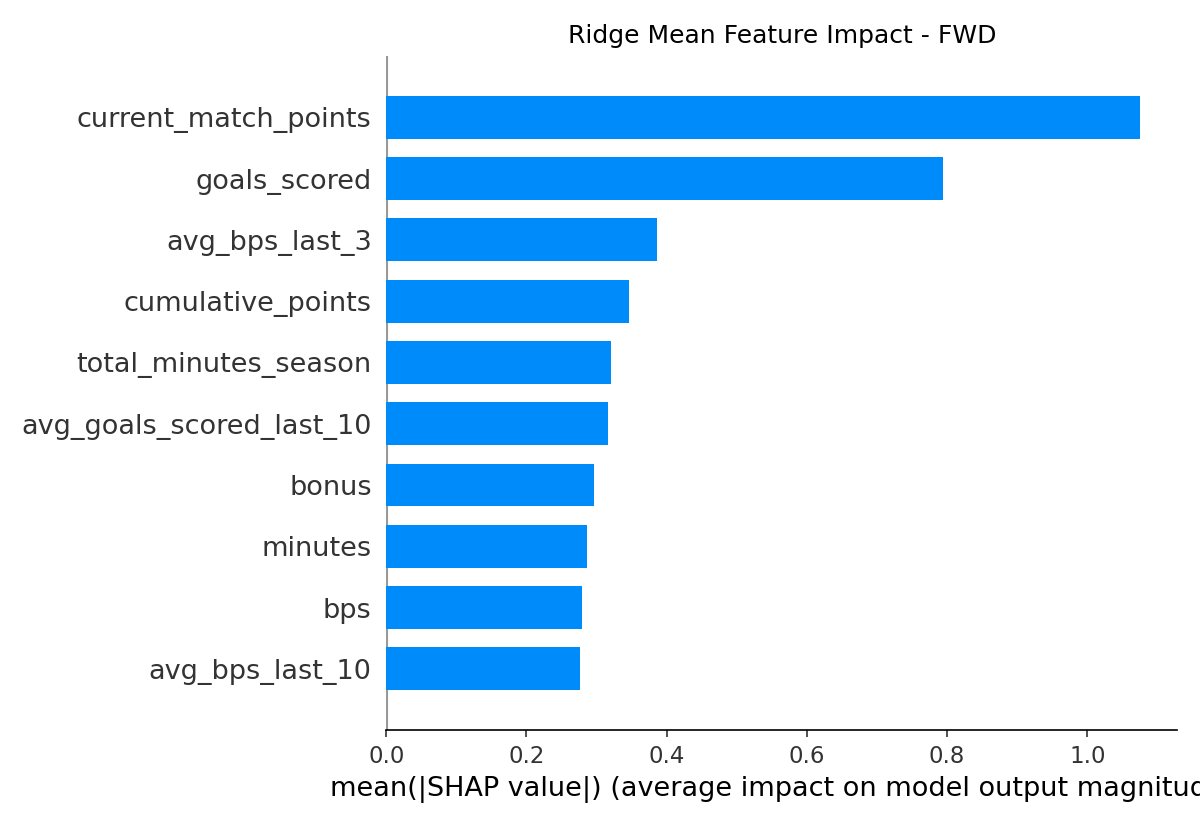 Ridge Mean Feature Impact - FWD
current_match_points
goals_scored
avg_bps_last_3
cumulative_points
total_minutes_season
avg_goals_scored_last_10
bonus
minutes
bps
avg_bps_last_10
0.0 0.2 0.4 0.6 0.8 1.0
mean(|SHAP value|) (average impact on model output magnitud